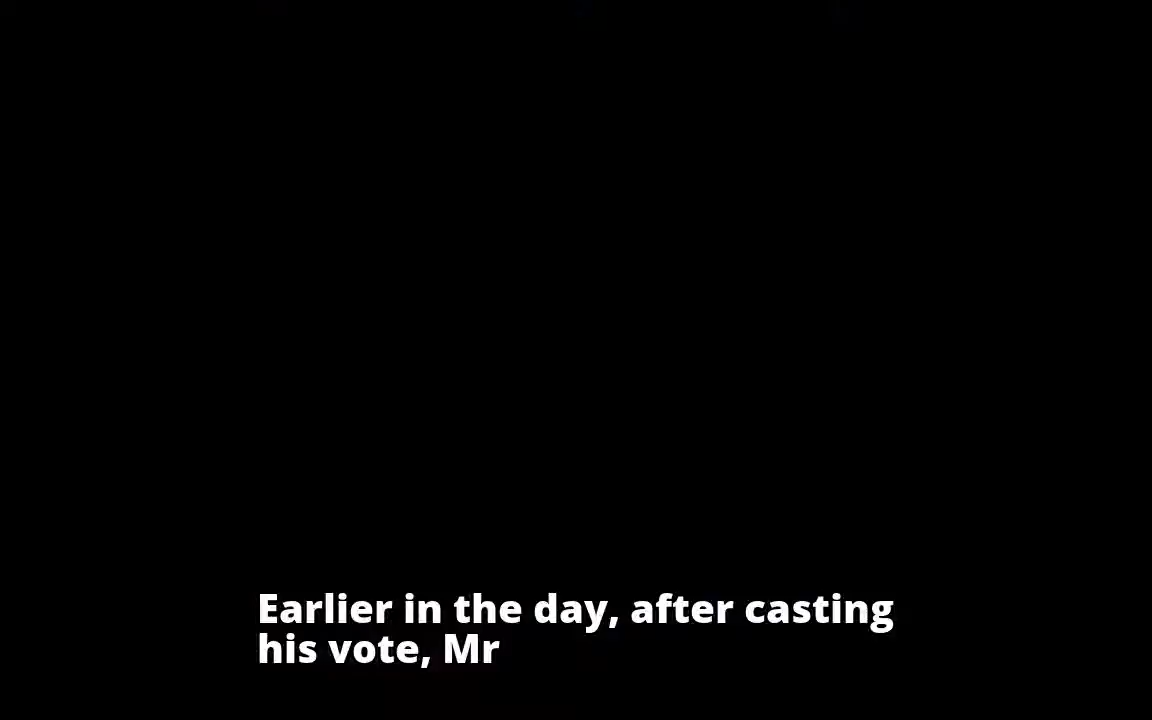 Earlier in the day, after casting
his vote, Mr